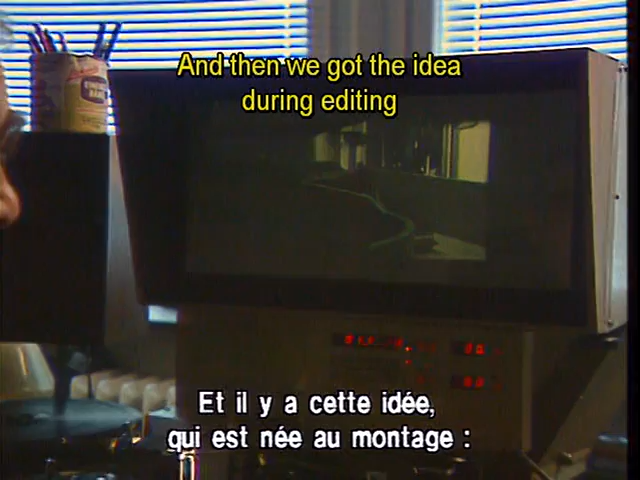 And then we got the idea
during editing
Et il y a cette idée,
qui est née au montage :